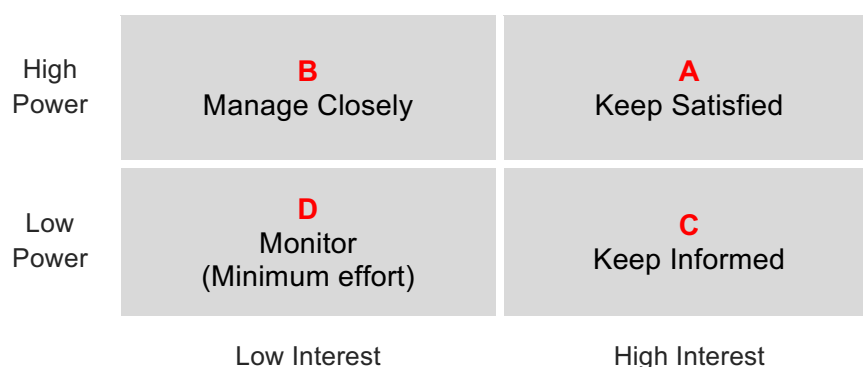 High
Power
B
Manage Closely
A
Keep Satisfied
Low
Power
D
Monitor
(Minimum effort)
C
Keep Informed
Low Interest
High Interest